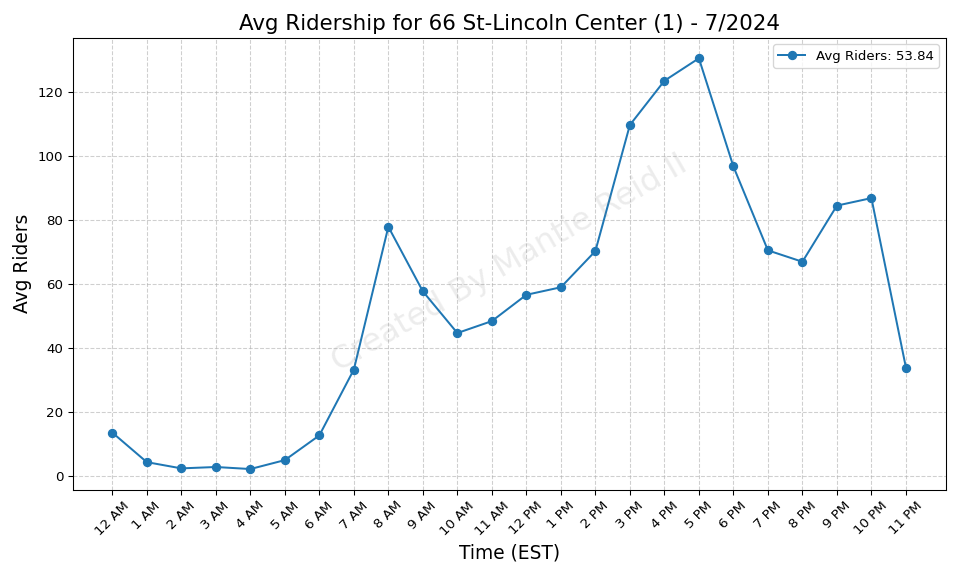 Avg Ridership for 66 St-Lincoln Center (1) - 7/2024
Avg Riders: 53.84
120
100
80
60
40
20
0
Avg Riders
Created By Mantle Reid II
12 AM
1 AM
2 AM
3 AM
4 AM
5 AM
6 AM
7 AM
8 AM
9 AM
10 AM
11 AM
12 PM
1 PM
2 PM
3 PM
4 PM
5 PM
6 PM
7 PM
8 PM
9 PM
10 PM
11 PM
Time (EST)